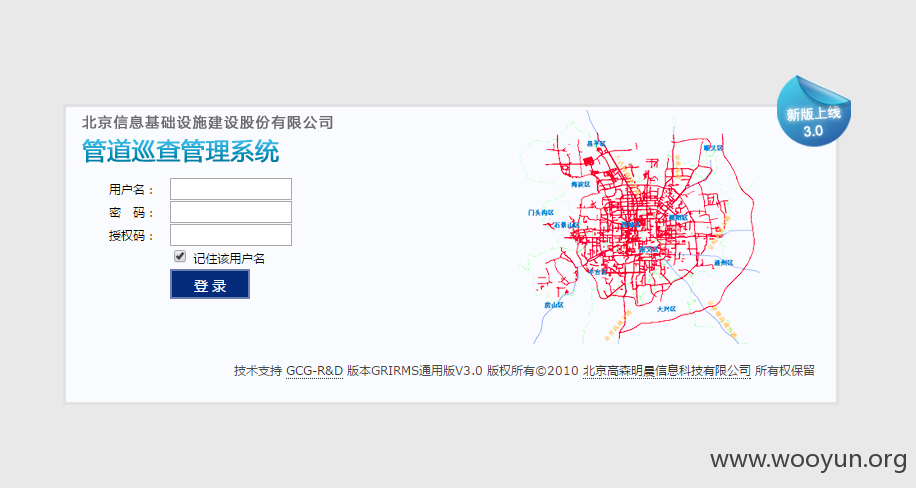 新版上线
3.0
北京信息基础设施建设股份有限公司
管道巡查管理系统
用户名：
密 码：
授权码：
记住该用户名
登 录
昌平区
顺义区
海淀区
门头沟区
石景山区
朝阳区
丰台区
通州区
房山区
大兴区
技术支持 GCG-R&D 版本GRIRMS通用版V3.0 版权所有©2010 北京高森明晨信息科技有限公司 所有权保留
www.wooyun.org